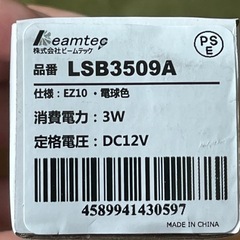 Beamtec
株式会社ビームテック
PS
E
品番 LSB3509A
仕様：EZ10・電球色
消費電力：3W
定格電圧：DC12V
4589941430597
MADE IN CHINA